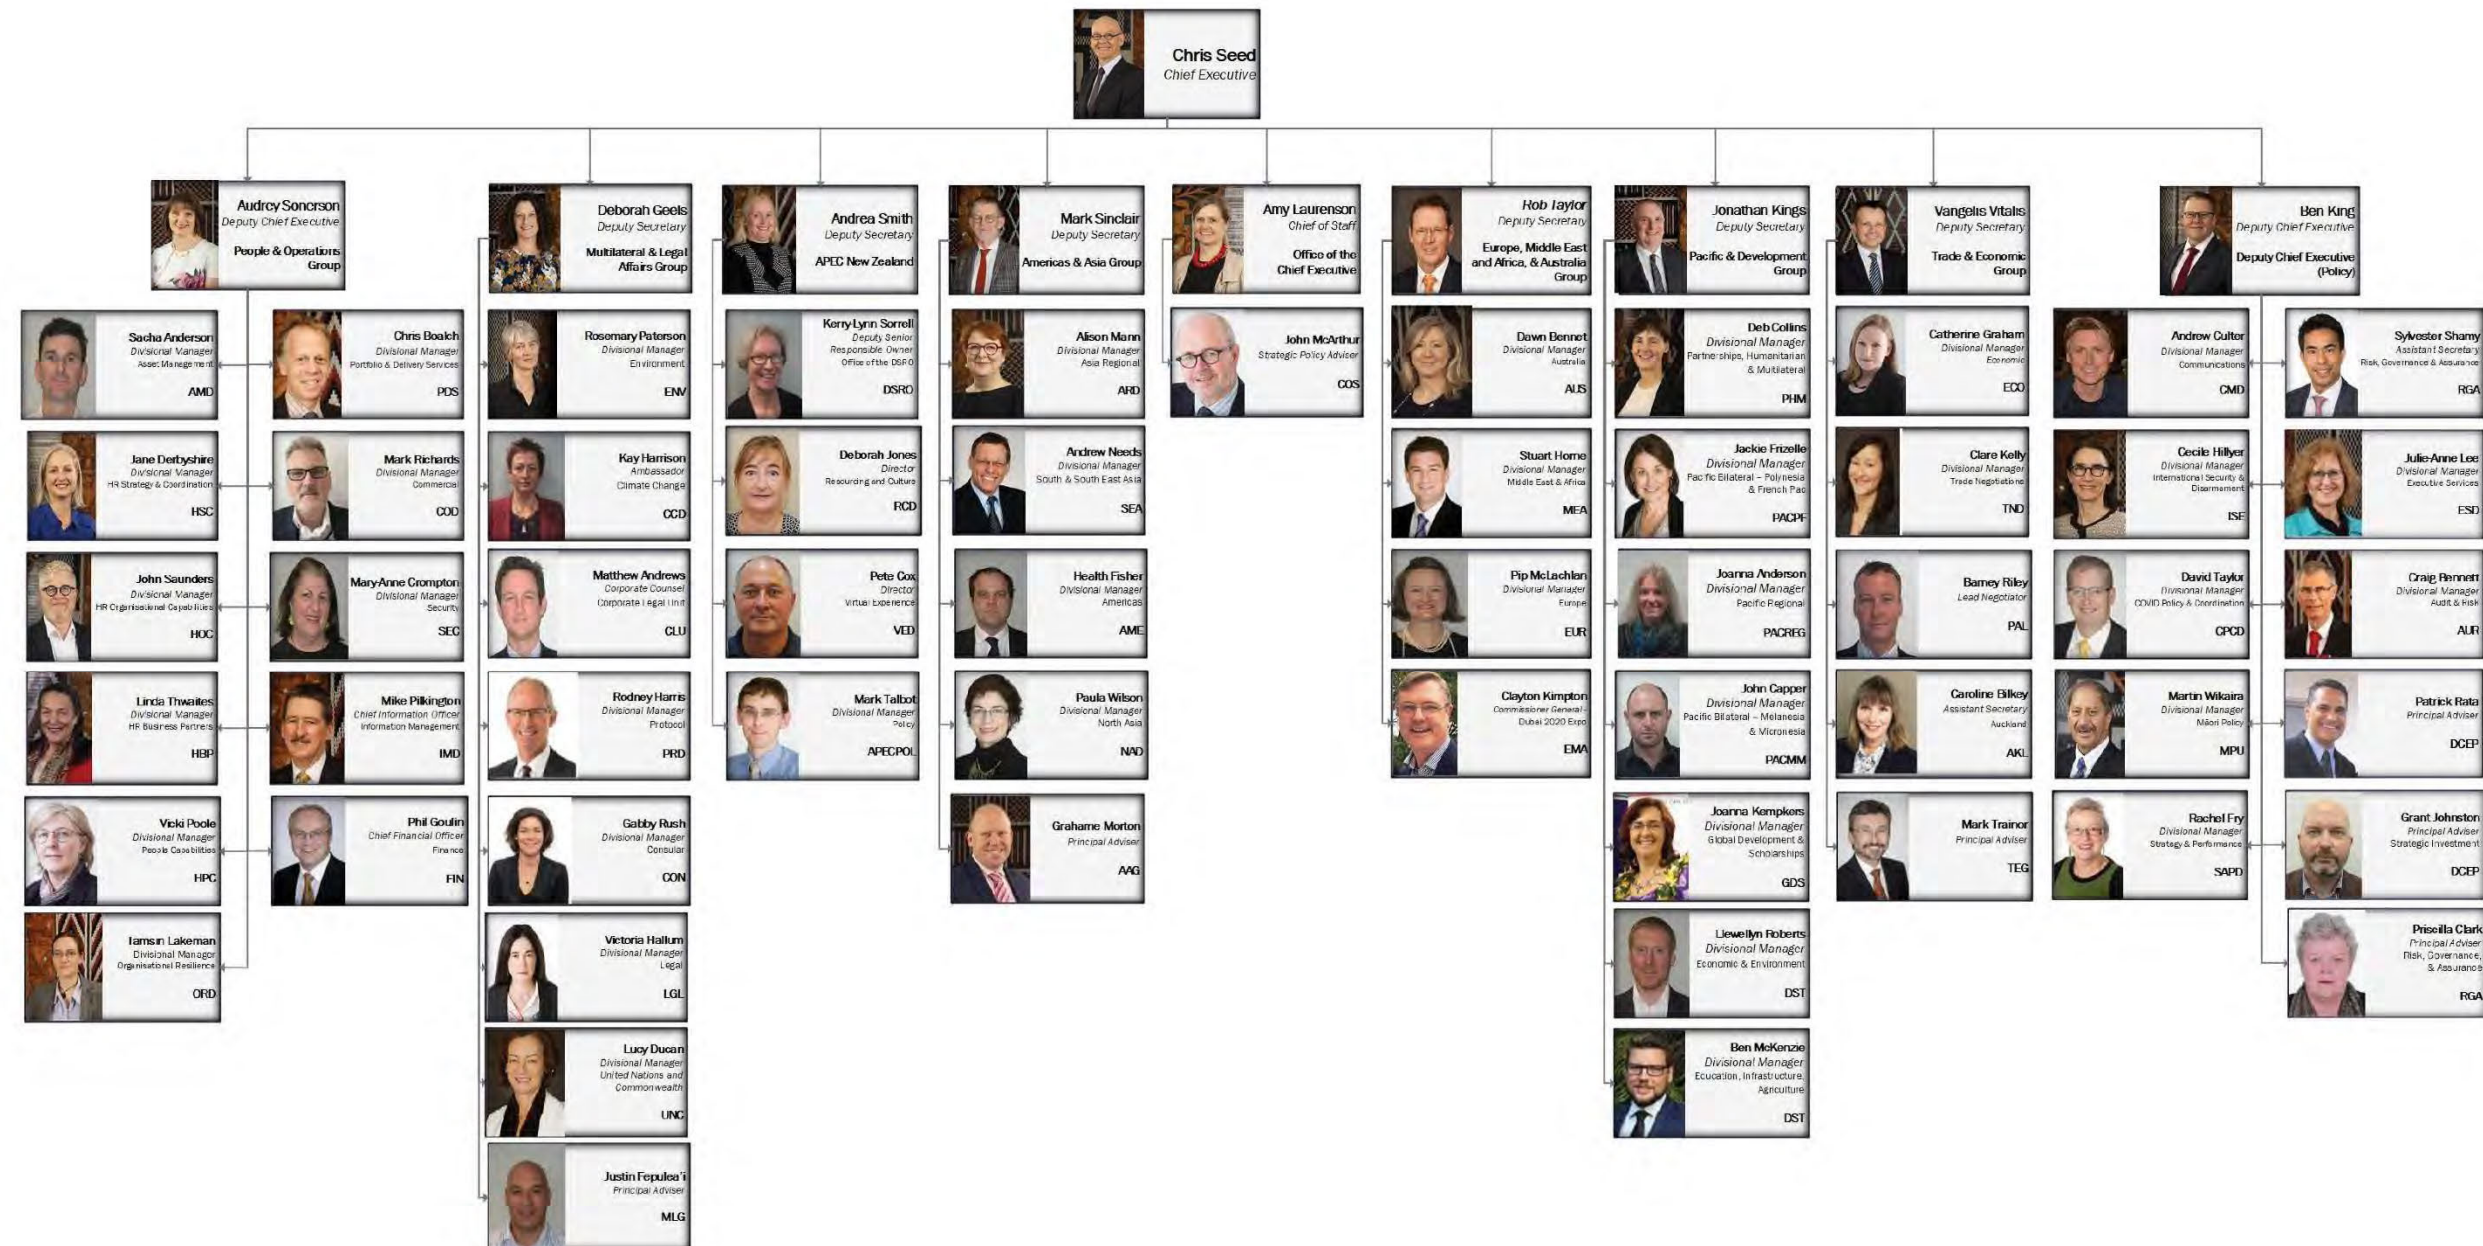 Chris Seed
Chief Executive
Audrey Sonerson
Deputy Chief Executive
People & Operations
Group
Deborah Geels
Deputy Secretary
Multilateral & Legal
Affairs Group
Andrea Smith
Deputy Secretary
APEC New Zealand
Mark Sinclair
Deputy Secretary
Americas & Asia Group
Amy Laurenson
Chief of Staff
Office of the
Chief Executive
Rob Taylor
Deputy Secretary
Europe, Middle East
and Africa, & Australia
Group
Jonathan Kings
Deputy Secretary
Pacific & Development
Group
Vangelis Vitalis
Deputy Secretary
Trade & Economic
Group
Ben King
Deputy Chief Executive
Deputy Chief Executive
(Policy)
Sacha Anderson
Divisional Manager
Asset Management
AMD
Chris Boalch
Divisional Manager
Portfolio & Delivery Services
PDS
Rosemary Paterson
Divisional Manager
Environment
ENV
Kerry-Lynn Sorrell
Deputy Senior
Responsible Owner
Office of the DSRO
DSRO
Alison Mann
Divisional Manager
Asia Regional
ARD
John McArthur
Strategic Policy Adviser
COS
Dawn Bennet
Divisional Manager
Australia
AUS
Deb Collins
Divisional Manager
Partnerships, Humanitarian
& Multilateral
PHM
Catherine Graham
Divisional Manager
Economic
ECO
Andrew Culter
Divisional Manager
Communications
CMD
Sylvester Shamy
Assistant Secretary
Risk, Governance & Assurance
RGA
Jane Derbyshire
Divisional Manager
HR Strategy & Coordination
HSC
Mark Richards
Divisional Manager
Commercial
COD
Kay Harrison
Ambassador
Climate Change
CCD
Deborah Jones
Director
Resourcing and Culture
RCD
Andrew Needs
Divisional Manager
South & South East Asia
SEA
Stuart Horne
Divisional Manager
Middle East & Africa
MEA
Jackie Frizelle
Divisional Manager
Pacific Bilateral – Polynesia
& French Pac
PACPF
Clare Kelly
Divisional Manager
Trade Negotiations
TND
Cecile Hillyer
Divisional Manager
International Security &
Disarmament
ISE
Julie-Anne Lee
Divisional Manager
Executive Services
ESD
John Saunders
Divisional Manager
HR Organisational Capabilities
HOC
Mary-Anne Crompton
Divisional Manager
Security
SEC
Matthew Andrews
Corporate Counsel
Corporate Legal Unit
CLU
Pete Cox
Director
Virtual Experience
VED
Health Fisher
Divisional Manager
Americas
AME
Pip McLachlan
Divisional Manager
Europe
EUR
Joanna Anderson
Divisional Manager
Pacific Regional
PACREG
Barney Riley
Lead Negotiator
PAL
David Taylor
Divisional Manager
COVID Policy & Coordination
CPCD
Craig Bennett
Divisional Manager
Audit & Risk
AUR
Linda Thwaites
Divisional Manager
HR Business Partners
HBP
Mike Pilkington
Chief Information Officer
Information Management
IMD
Rodney Harris
Divisional Manager
Protocol
PRD
Mark Talbot
Divisional Manager
Policy
APECPOL
Paula Wilson
Divisional Manager
North Asia
NAD
Clayton Kimpton
Commissioner General -
Dubai 2020 Expo
EMA
John Capper
Divisional Manager
Pacific Bilateral – Melanesia
& Micronesia
PACMM
Caroline Bilkey
Assistant Secretary
Auckland
AKL
Martin Wikaira
Divisional Manager
Māori Policy
MPU
Patrick Rata
Principal Adviser
DCEP
Vicki Poole
Divisional Manager
People Capabilities
HPC
Phil Goulin
Chief Financial Officer
Finance
FIN
Gabby Rush
Divisional Manager
Consular
CON
Grahame Morton
Principal Adviser
AAG
Joanna Kempkers
Divisional Manager
Global Development &
Scholarships
GDS
Mark Trainor
Principal Adviser
TEG
Rachel Fry
Divisional Manager
Strategy & Performance
SAPD
Grant Johnston
Principal Adviser
Strategic Investment
DCEP
Tamsin Lakeman
Divisional Manager
Organisational Resilience
ORD
Victoria Hallum
Divisional Manager
Legal
LGL
Llewellyn Roberts
Divisional Manager
Economic & Environment
DST
Priscilla Clark
Principal Adviser
Risk, Governance,
& Assurance
RGA
Lucy Ducan
Divisional Manager
United Nations and
Commonwealth
UNC
Ben McKenzie
Divisional Manager
Education, Infrastructure,
Agriculture
DST
Justin Fepulea'i
Principal Adviser
MLG